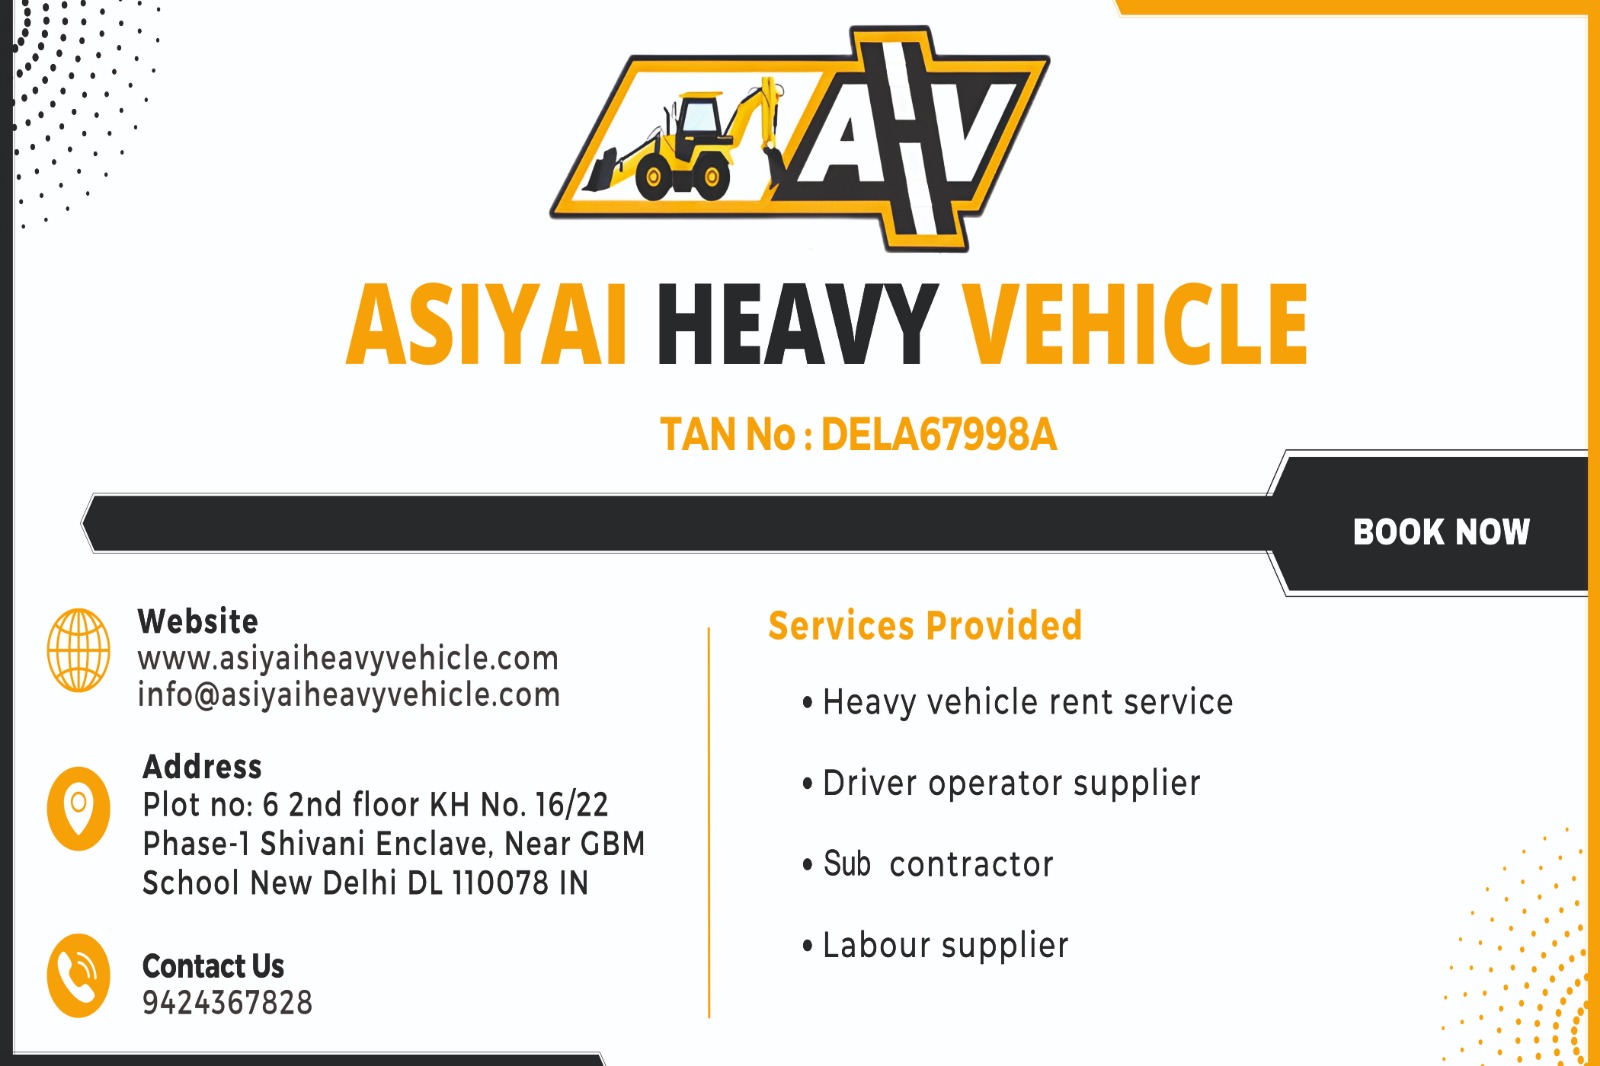 AHV
ASIYAI HEAVY VEHICLE
TAN No : DELA67998A
BOOK NOW
Website
www.asiyaiheavyvehicle.com
info@asiyaiheavyvehicle.com
Address
Plot no: 6 2nd floor KH No. 16/22
Phase-1 Shivani Enclave, Near GBM
School New Delhi DL 110078 IN
Contact Us
9424367828
Services Provided
• Heavy vehicle rent service
• Driver operator supplier
• Sub contractor
• Labour supplier